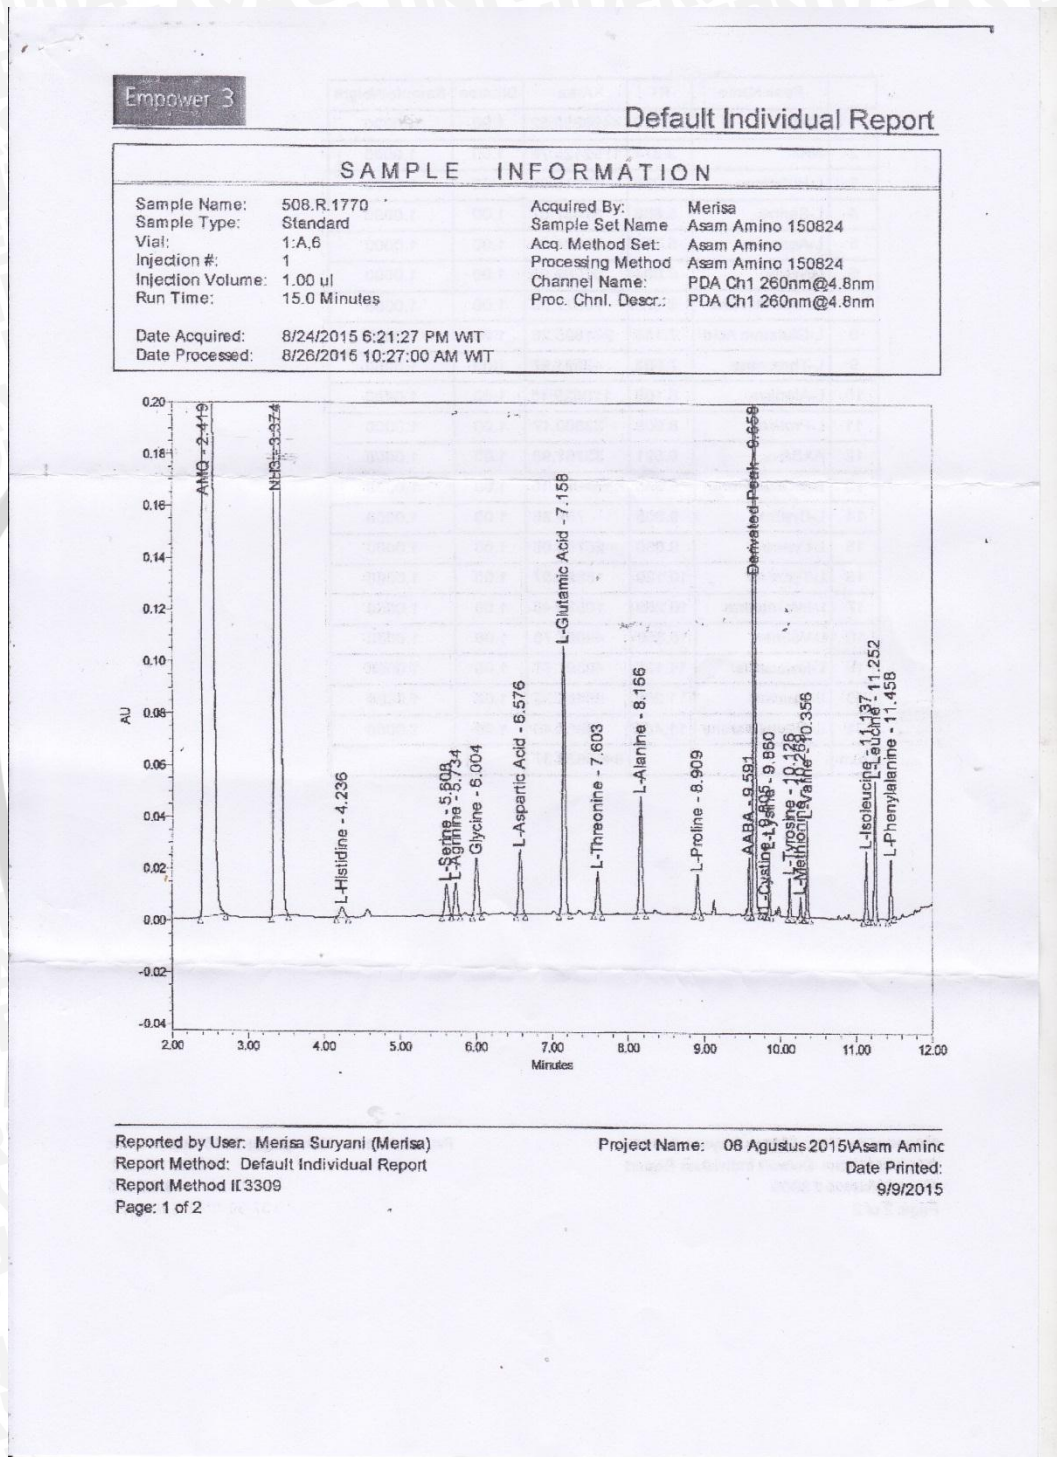 Empower 3
Default Individual Report
SAMPLE INFORMATION
Sample Name: 508.R.1770
Sample Type: Standard
Vial: 1:A,6
Injection #: 1
Injection Volume: 1.00 ul
Run Time: 15.0 Minutes
Date Acquired: 8/24/2015 6:21:27 PM WIT
Date Processed: 8/26/2015 10:27:00 AM WIT
Acquired By: Merisa
Sample Set Name Asam Amino 150824
Acq. Method Set: Asam Amino
Processing Method Asam Amino 150824
Channel Name: PDA Ch1 260nm@4.8nm
Proc. Chnl. Descr.: PDA Ch1 260nm@4.8nm
AU
0.20
0.18
0.16
0.14
0.12
0.10
0.08
0.06
0.04
0.02
0.00
-0.02
-0.04
AMQ - 2.419
NH3 - 3.374
L-Histidine - 4.236
L-Serine - 5.608
L-Agrinine - 5.734
Glycine - 6.004
L-Aspartic Acid - 6.576
L-Glutamic Acid - 7.158
L-Threonine - 7.603
L-Alanine - 8.166
L-Proline - 8.909
AABA - 9.591
Derivated Peak - 9.658
L-Cystine - 9.805
L-Lysine - 9.860
L-Tyrosine - 10.128
L-Methionine - 10.269
L-Valine - 10.356
L-Isoleucine - 11.137
L-Leucine - 11.252
L-Phenylalanine - 11.458
2.00 3.00 4.00 5.00 6.00 7.00 8.00 9.00 10.00 11.00 12.00
Minutes
Reported by User: Merisa Suryani (Merisa)
Report Method: Default Individual Report
Report Method II 3309
Page: 1 of 2
Project Name: 08 Agustus 2015\Asam Aminc
Date Printed:
9/9/2015